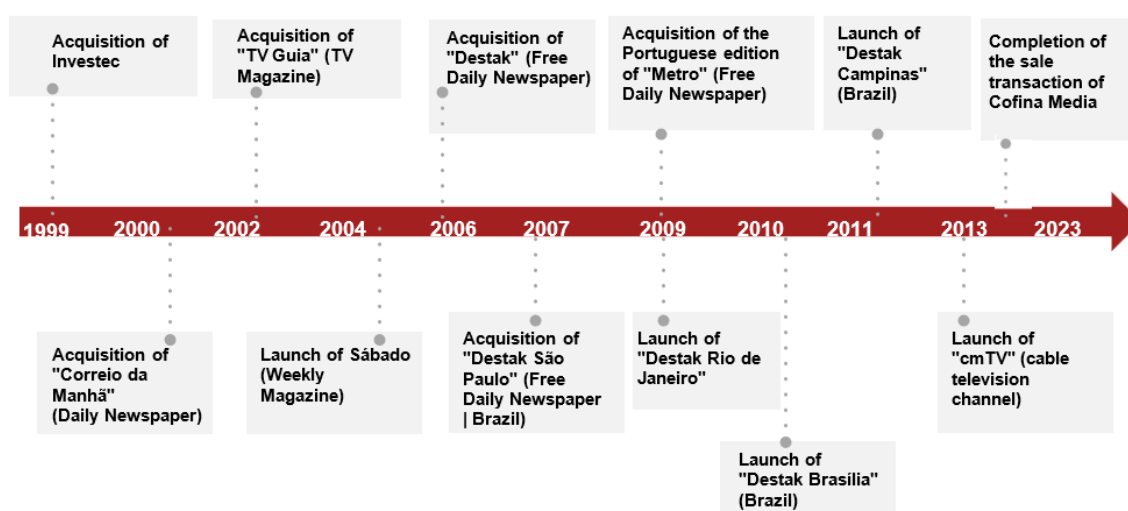 Acquisition of
Investec
Acquisition of
"TV Guia" (TV
Magazine)
Acquisition of
"Destak" (Free
Daily Newspaper)
Acquisition of the
Portuguese edition
of "Metro" (Free
Daily Newspaper)
Launch of
"Destak
Campinas"
(Brazil)
Completion of
the sale
transaction of
Cofina Media
1999 2000 2002 2004 2006 2007 2009 2010 2011 2013 2023
Acquisition of
"Correio da
Manhã"
(Daily Newspaper)
Launch of Sábado
(Weekly
Magazine)
Acquisition of
"Destak São
Paulo" (Free
Daily Newspaper
| Brazil)
Launch of
"Destak Rio de
Janeiro"
Launch of
"Destak Brasília"
(Brazil)
Launch of
"cmTV" (cable
television
channel)